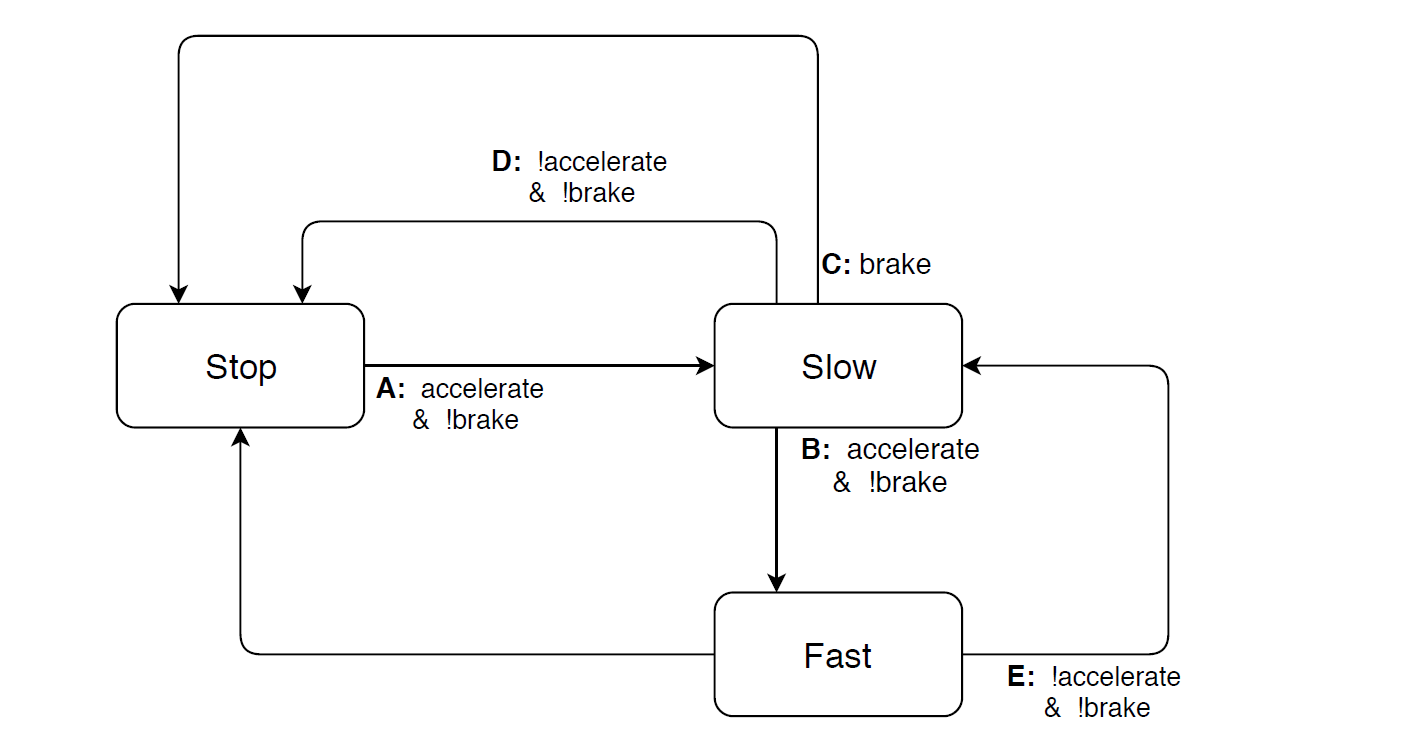 D: !accelerate
& !brake
C: brake
Stop
Slow
A: accelerate
& !brake
B: accelerate
& !brake
Fast
E: !accelerate
& !brake